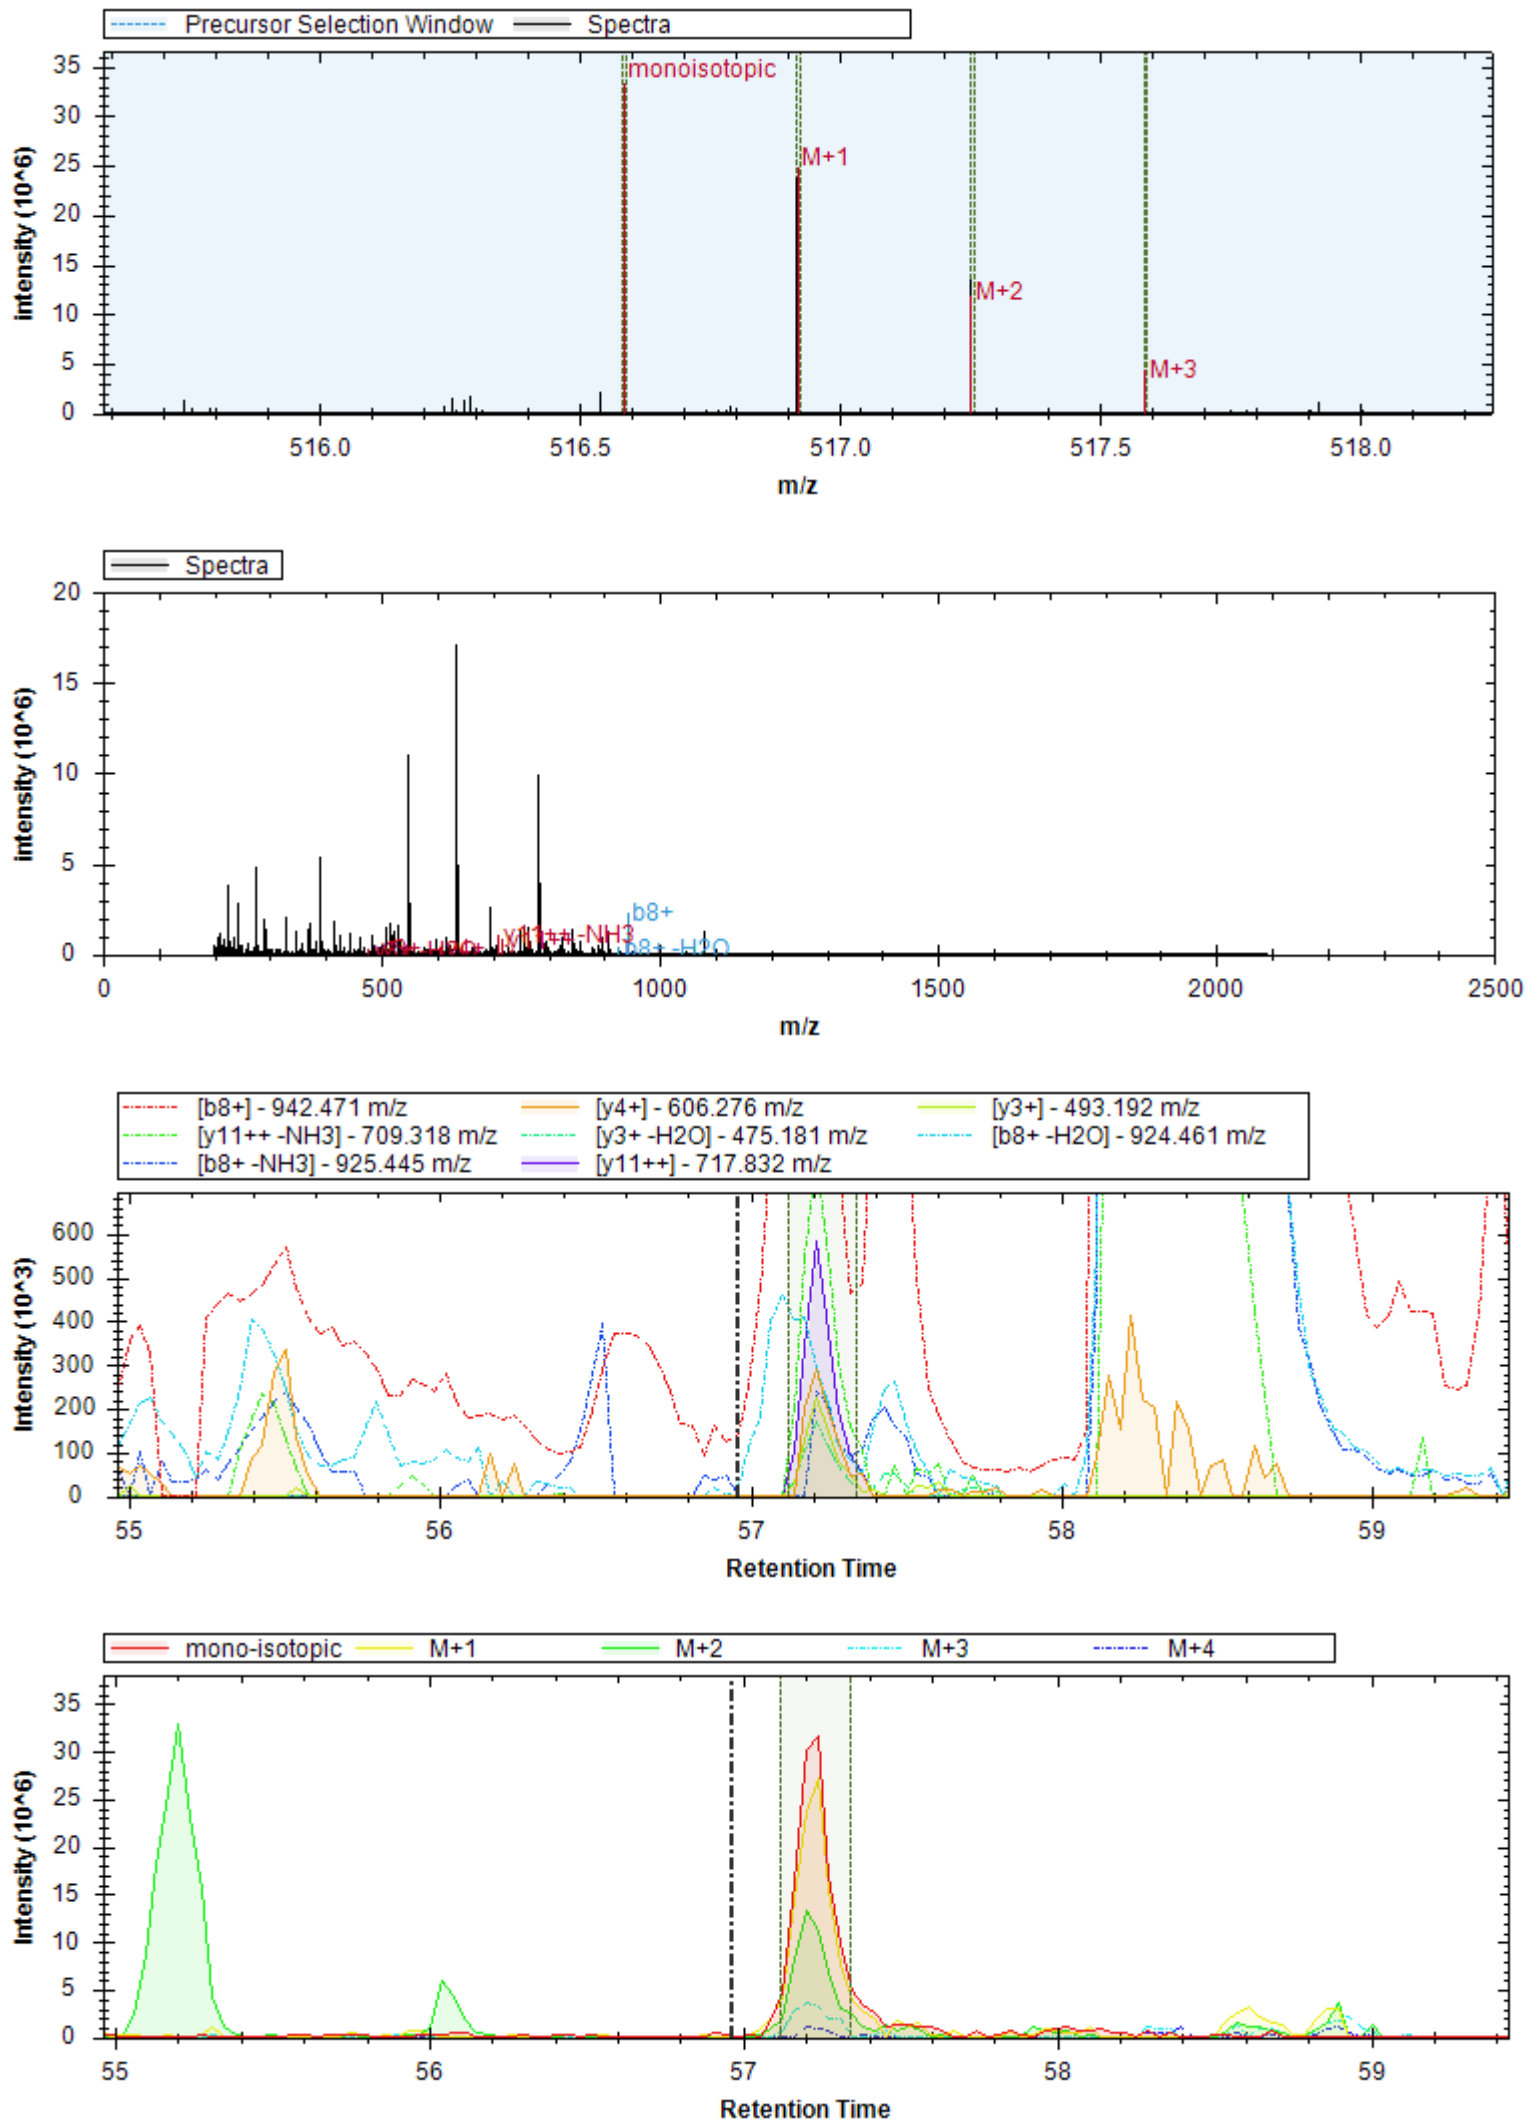 Precursor Selection Window Spectra
35
30
25
20
15
10
5
0
intensity (10^6)
monoisotopic
M+1
M+2
M+3
516.0 516.5 517.0 517.5 518.0
m/z
Spectra
20
15
10
5
0
intensity (10^6)
b8+
y11++ -NH3
b8+ -H2O
0 500 1000 1500 2000 2500
m/z
[b8+] - 942.471 m/z [y4+] - 606.276 m/z [y3+] - 493.192 m/z
[y11++ -NH3] - 709.318 m/z [y3+ -H2O] - 475.181 m/z [b8+ -H2O] - 924.461 m/z
[b8+ -NH3] - 925.445 m/z [y11++] - 717.832 m/z
600
500
400
300
200
100
0
Intensity (10^3)
55 56 57 58 59
Retention Time
mono-isotopic M+1 M+2 M+3 M+4
35
30
25
20
15
10
5
0
Intensity (10^6)
55 56 57 58 59
Retention Time